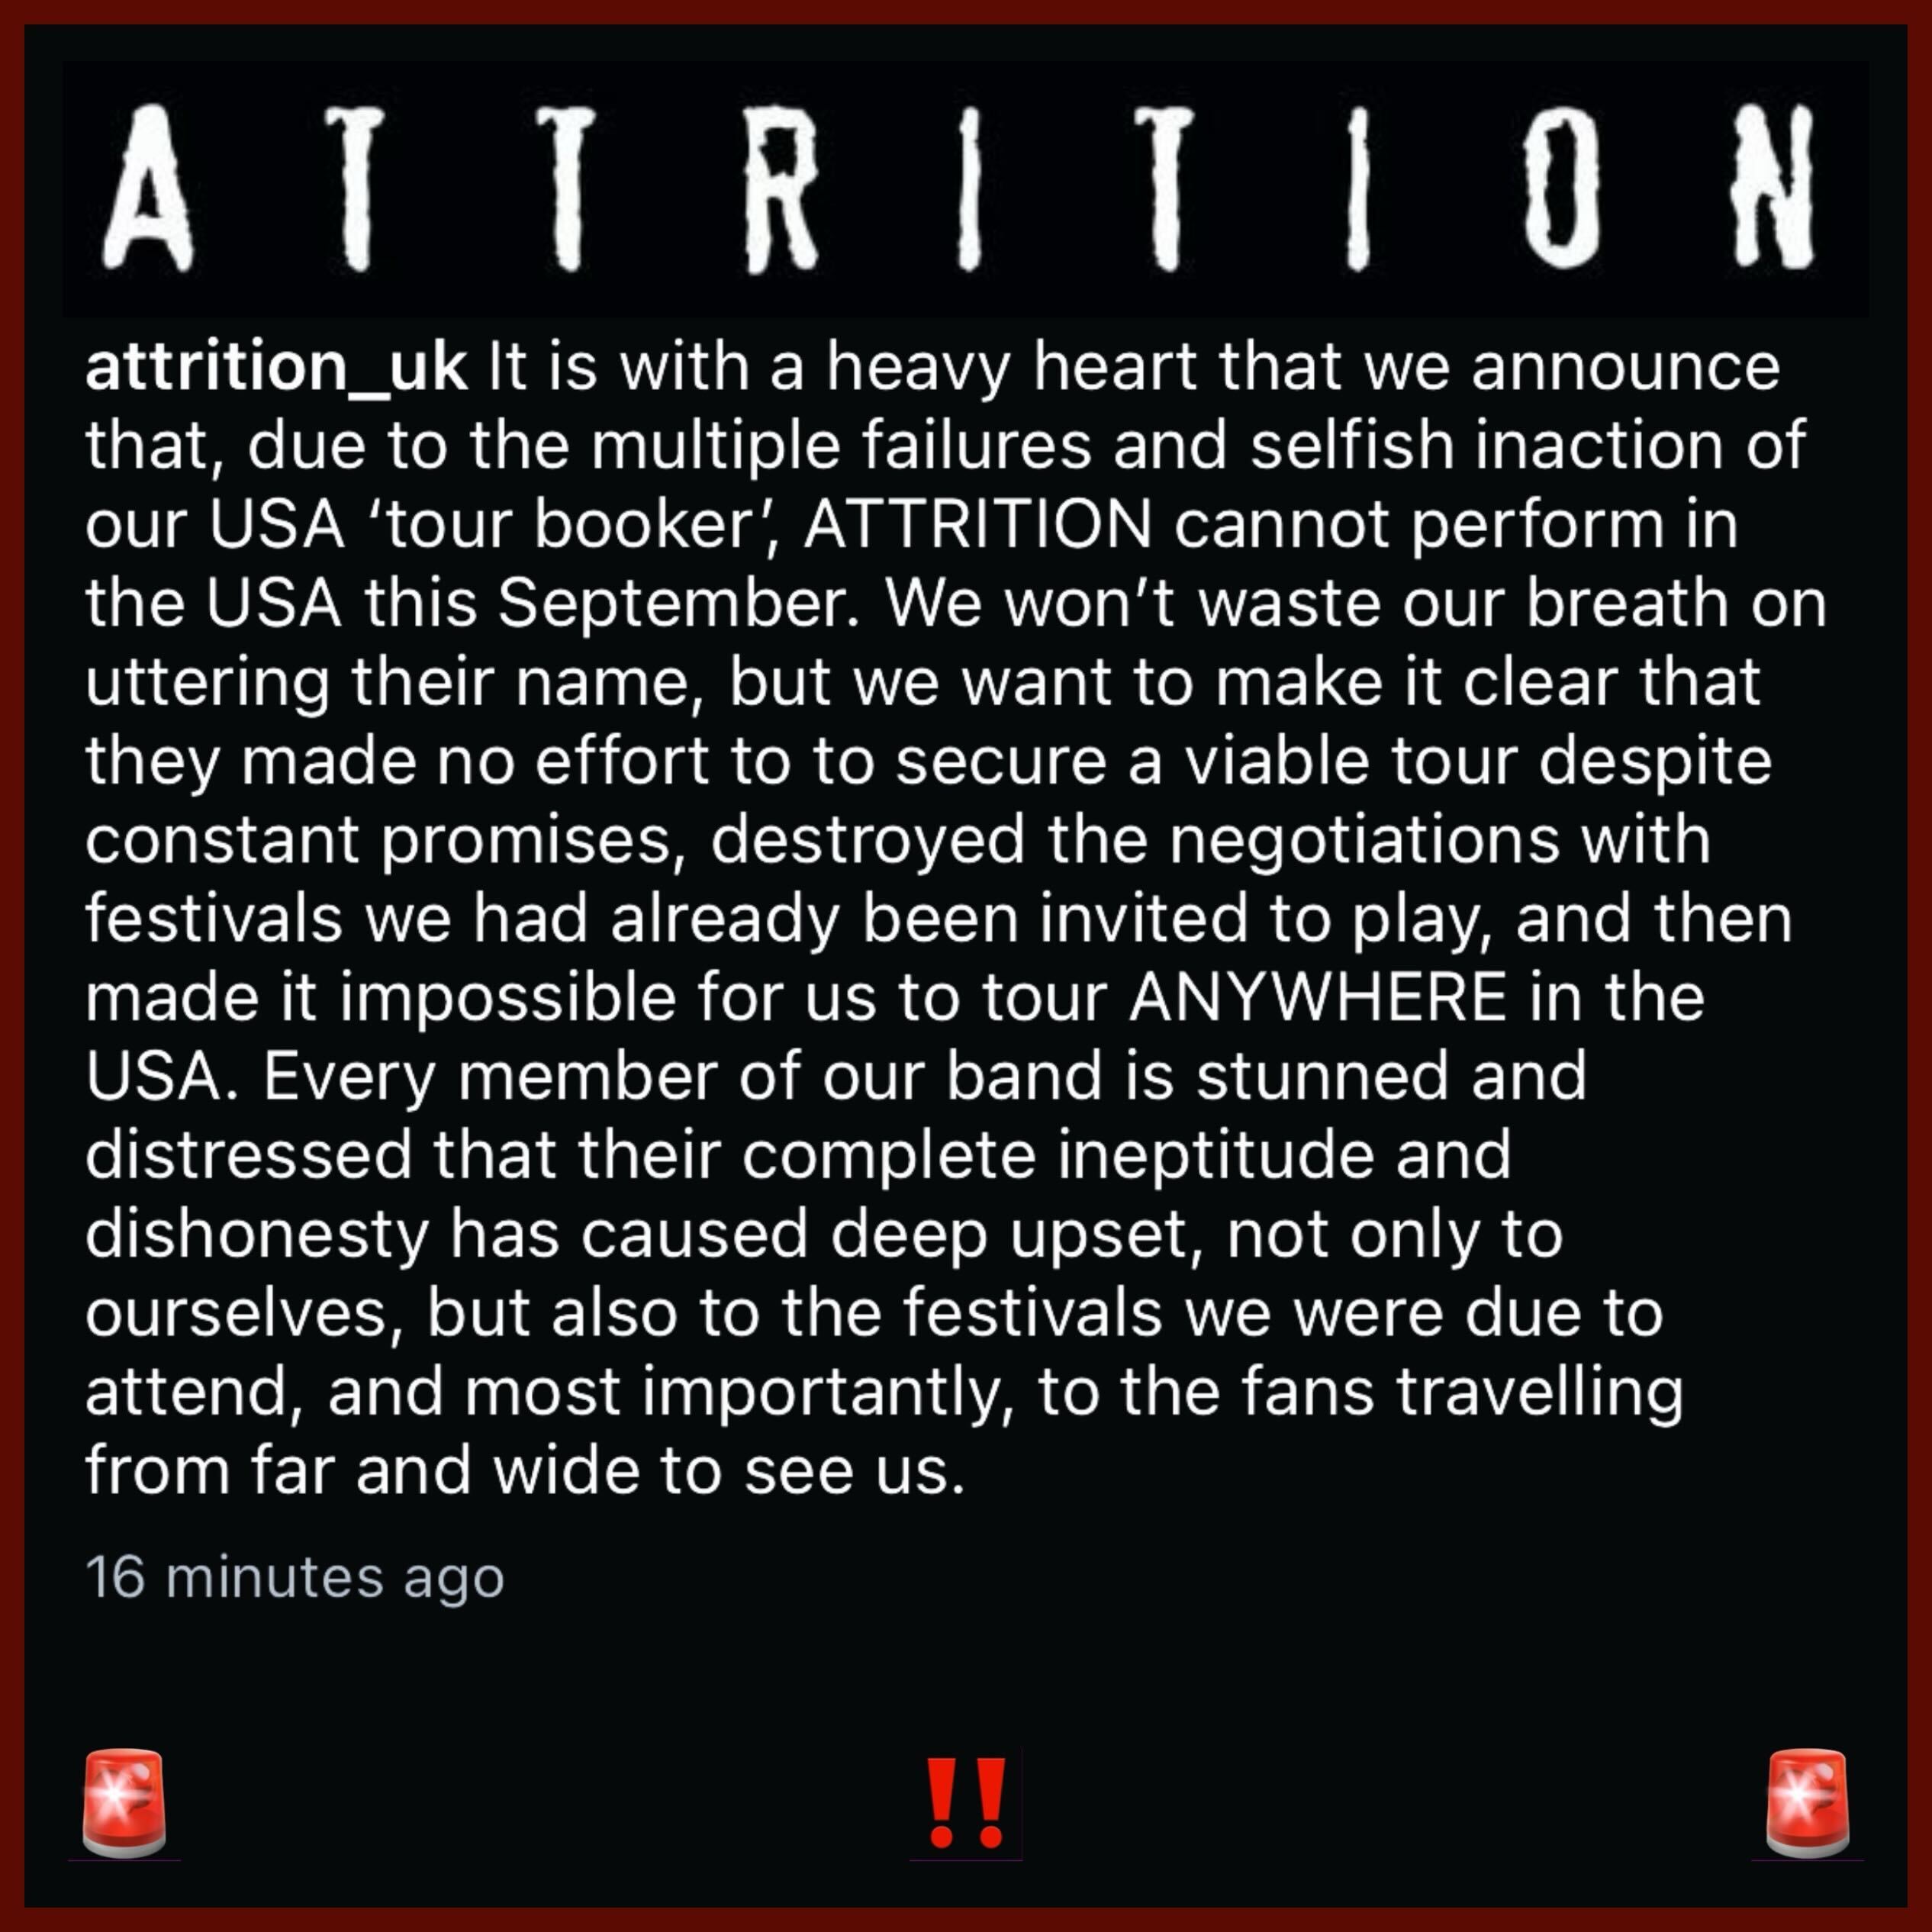 ATTRITION
attrition_uk It is with a heavy heart that we announce
that, due to the multiple failures and selfish inaction of
our USA ‘tour booker’, ATTRITION cannot perform in
the USA this September. We won’t waste our breath on
uttering their name, but we want to make it clear that
they made no effort to to secure a viable tour despite
constant promises, destroyed the negotiations with
festivals we had already been invited to play, and then
made it impossible for us to tour ANYWHERE in the
USA. Every member of our band is stunned and
distressed that their complete ineptitude and
dishonesty has caused deep upset, not only to
ourselves, but also to the festivals we were due to
attend, and most importantly, to the fans travelling
from far and wide to see us.
16 minutes ago
🚨 ‼️ 🚨